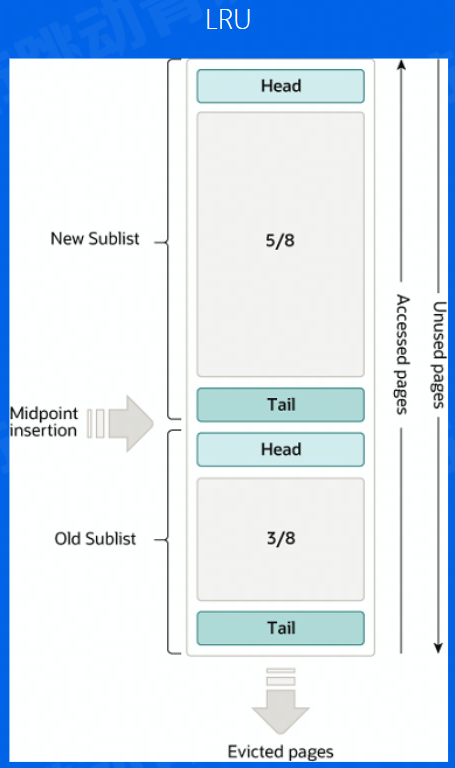 LRU
Head
5/8
New Sublist
Tail
Midpoint
insertion
Head
3/8
Old Sublist
Tail
Accessed pages
Unused pages
Evicted pages